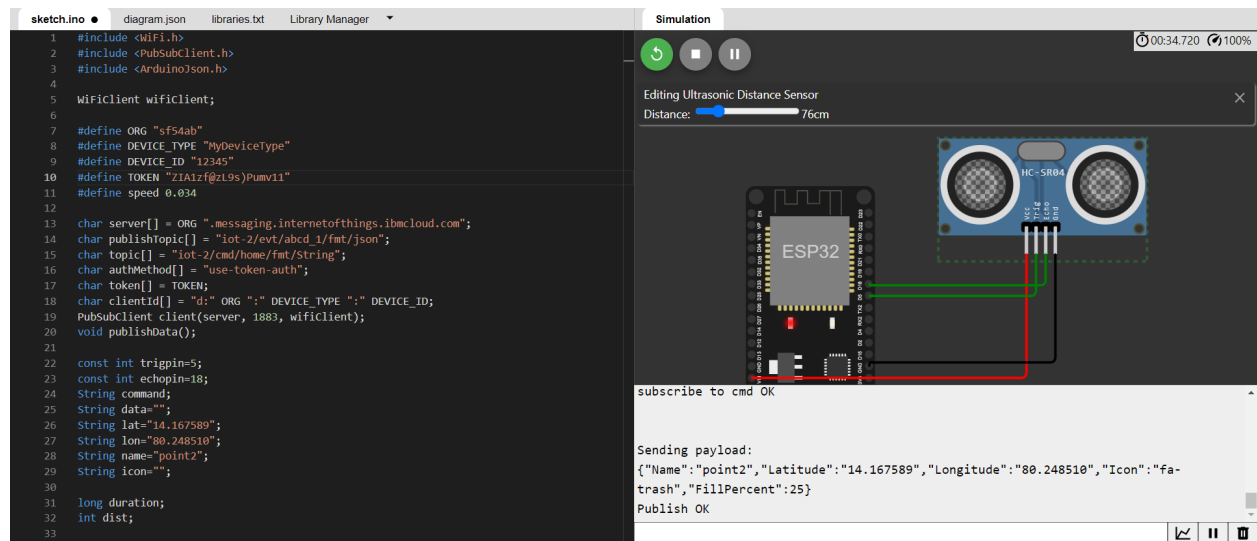 sketch.ino ● diagram.json libraries.txt Library Manager
1 #include <WiFi.h>
2 #include <PubSubClient.h>
3 #include <ArduinoJson.h>
4
5 WiFiClient wifiClient;
6
7 #define ORG "sf54ab"
8 #define DEVICE_TYPE "MyDeviceType"
9 #define DEVICE_ID "12345"
10 #define TOKEN "ZIA1zf@zL9s)Pumv11"
11 #define speed 0.034
12
13 char server[] = ORG ".messaging.internetofthings.ibmcloud.com";
14 char publishTopic[] = "iot-2/evt/abcd_1/fmt/json";
15 char topic[] = "iot-2/cmd/home/fmt/String";
16 char authMethod[] = "use-token-auth";
17 char token[] = TOKEN;
18 char clientId[] = "d:" ORG ":" DEVICE_TYPE ":" DEVICE_ID;
19 PubSubClient client(server, 1883, wifiClient);
20 void publishData();
21
22 const int trigpin=5;
23 const int echopin=18;
24 String command;
25 String data="";
26 String lat="14.167589";
27 String lon="80.248510";
28 String name="point2";
29 String icon="";
30
31 long duration;
32 int dist;
33
Simulation
00:34.720 100%
Editing Ultrasonic Distance Sensor
Distance: 76cm
HC-SR04
Vcc
Trig
Echo
Gnd
ESP32
subscribe to cmd OK
Sending payload:
{"Name":"point2","Latitude":"14.167589","Longitude":"80.248510","Icon":"fa-
trash","FillPercent":25}
Publish OK